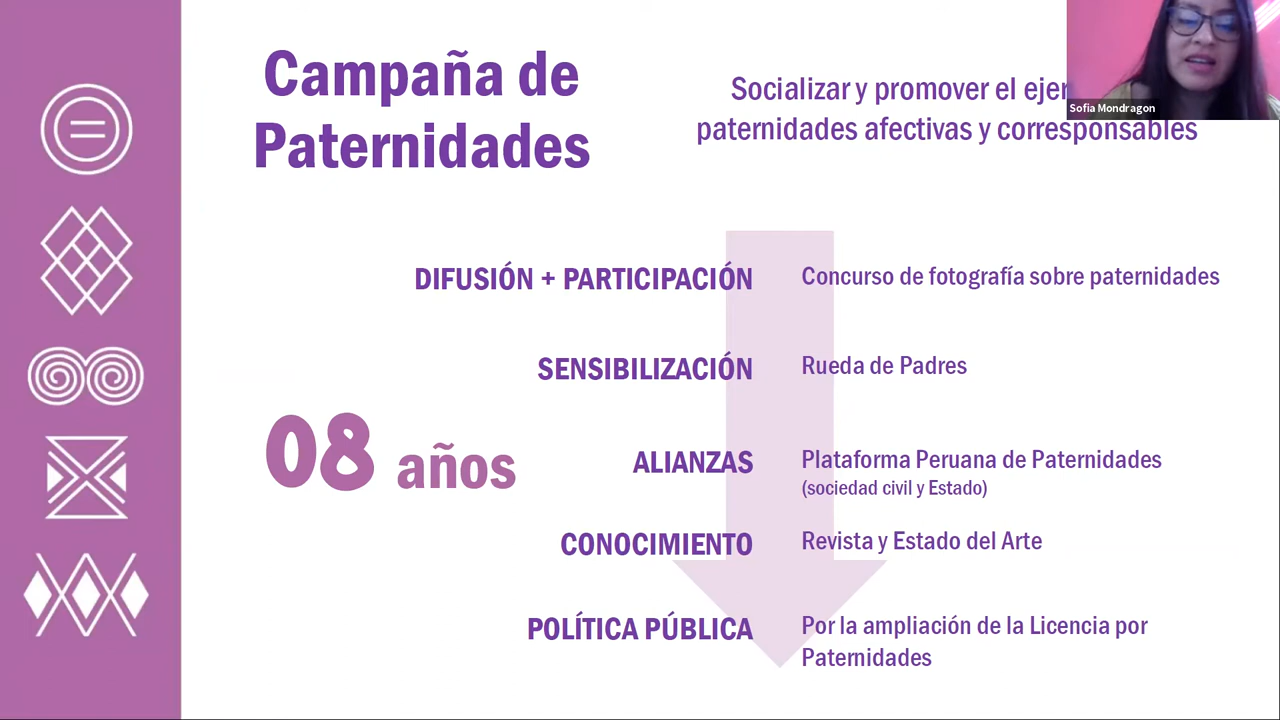 Campaña de
Paternidades
Socializar y promover el
paternidades afectivas y corresponsables
Sofia Mondragon
DIFUSIÓN + PARTICIPACIÓN
Concurso de fotografía sobre paternidades
SENSIBILIZACIÓN
Rueda de Padres
08 años
ALIANZAS
Plataforma Peruana de Paternidades
(sociedad civil y Estado)
CONOCIMIENTO
Revista y Estado del Arte
POLÍTICA PÚBLICA
Por la ampliación de la Licencia por
Paternidades